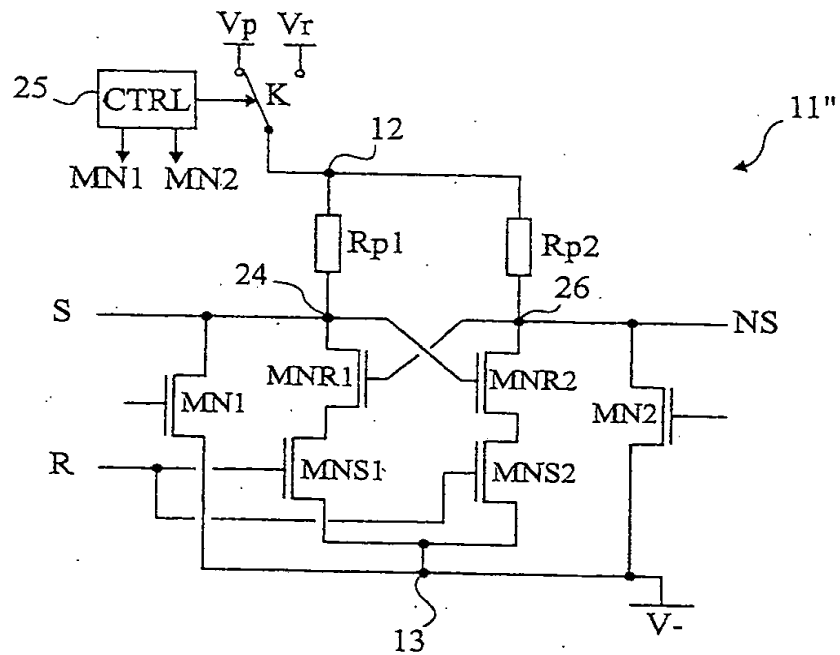 Vp Vr
25 CTRL K 11"
MN1 MN2 12
Rp1 Rp2
S 24 26 NS
MNR1 MNR2
MN1 MN2
R MNS1 MNS2
13 V-